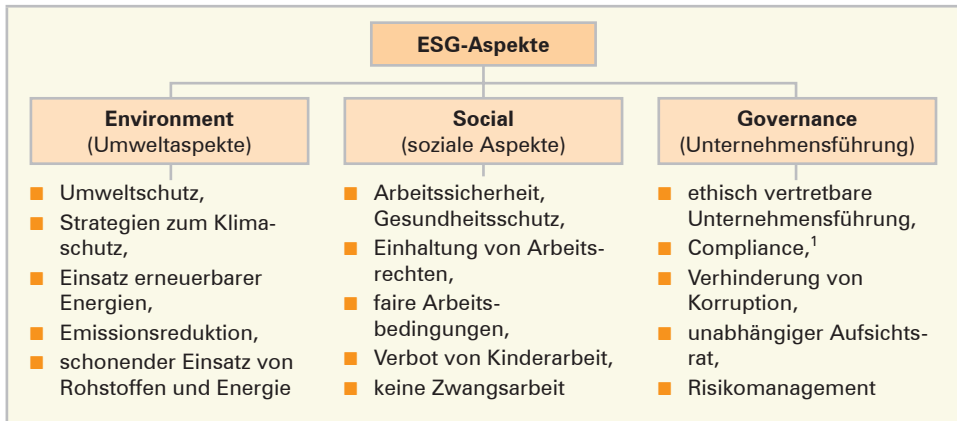 ESG-Aspekte
Environment
(Umweltaspekte)
■ Umweltschutz,
■ Strategien zum Klima-
schutz,
■ Einsatz erneuerbarer
Energien,
■ Emissionsreduktion,
■ schonender Einsatz von
Rohstoffen und Energie
Social
(soziale Aspekte)
■ Arbeitssicherheit,
Gesundheitsschutz,
■ Einhaltung von Arbeits-
rechten,
■ faire Arbeits-
bedingungen,
■ Verbot von Kinderarbeit,
■ keine Zwangsarbeit
Governance
(Unternehmensführung)
■ ethisch vertretbare
Unternehmensführung,
■ Compliance,¹
■ Verhinderung von
Korruption,
■ unabhängiger Aufsichts-
rat,
■ Risikomanagement